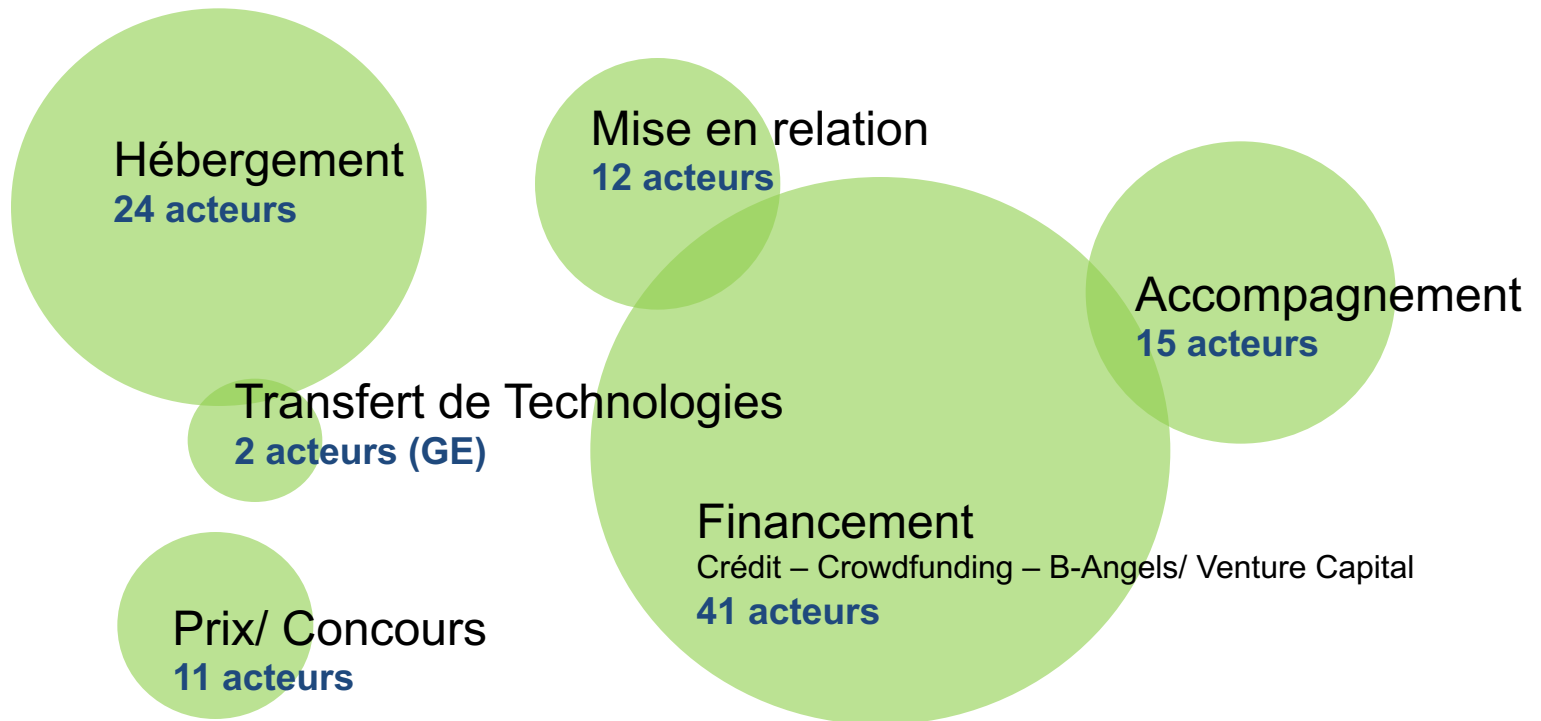 Hébergement
24 acteurs
Mise en relation
12 acteurs
Accompagnement
15 acteurs
Transfert de Technologies
2 acteurs (GE)
Financement
Crédit – Crowdfunding – B-Angels/ Venture Capital
41 acteurs
Prix/ Concours
11 acteurs